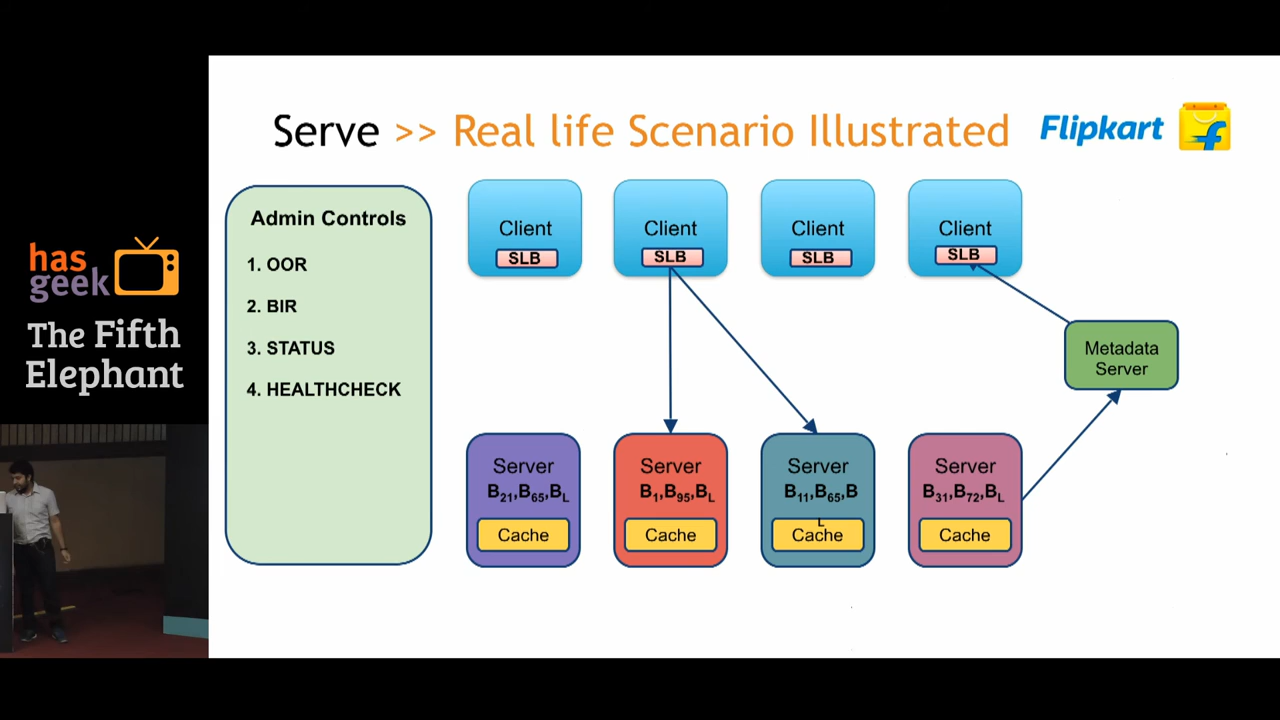 has
geek
The Fifth
Elephant
Serve >> Real life Scenario Illustrated
Flipkart
f
Admin Controls
1. OOR
2. BIR
3. STATUS
4. HEALTHCHECK
Client
SLB
Client
SLB
Client
SLB
Client
SLB
Metadata
Server
Server
B21,B65,BL
Cache
Server
B1,B95,BL
Cache
Server
B11,B65,B
L
Cache
Server
B31,B72,BL
Cache